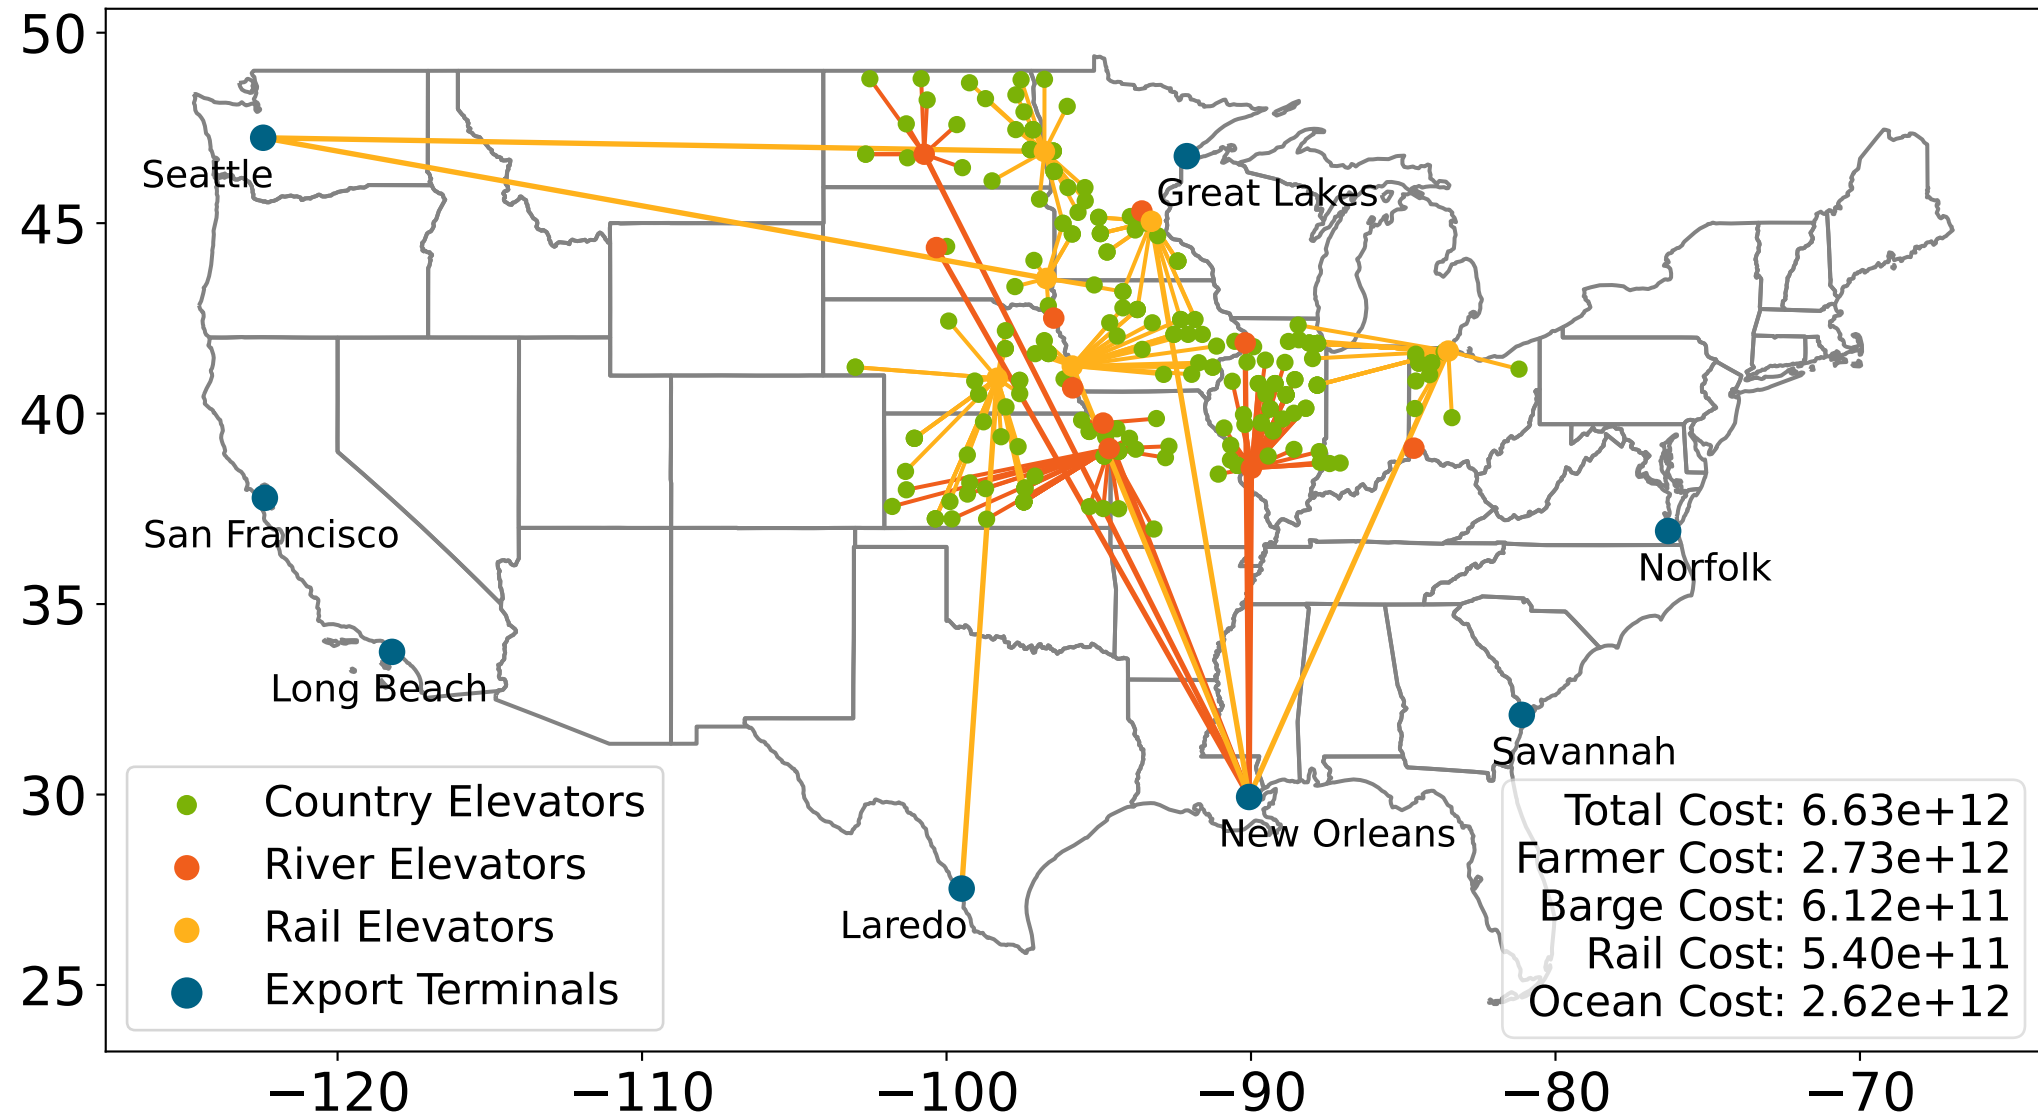 50
45
40
35
30
25
Seattle
Great Lakes
San Francisco
Norfolk
Long Beach
Savannah
New Orleans
Laredo
Country Elevators
River Elevators
Rail Elevators
Export Terminals
Total Cost: 6.63e+12
Farmer Cost: 2.73e+12
Barge Cost: 6.12e+11
Rail Cost: 5.40e+11
Ocean Cost: 2.62e+12
−120 −110 −100 −90 −80 −70